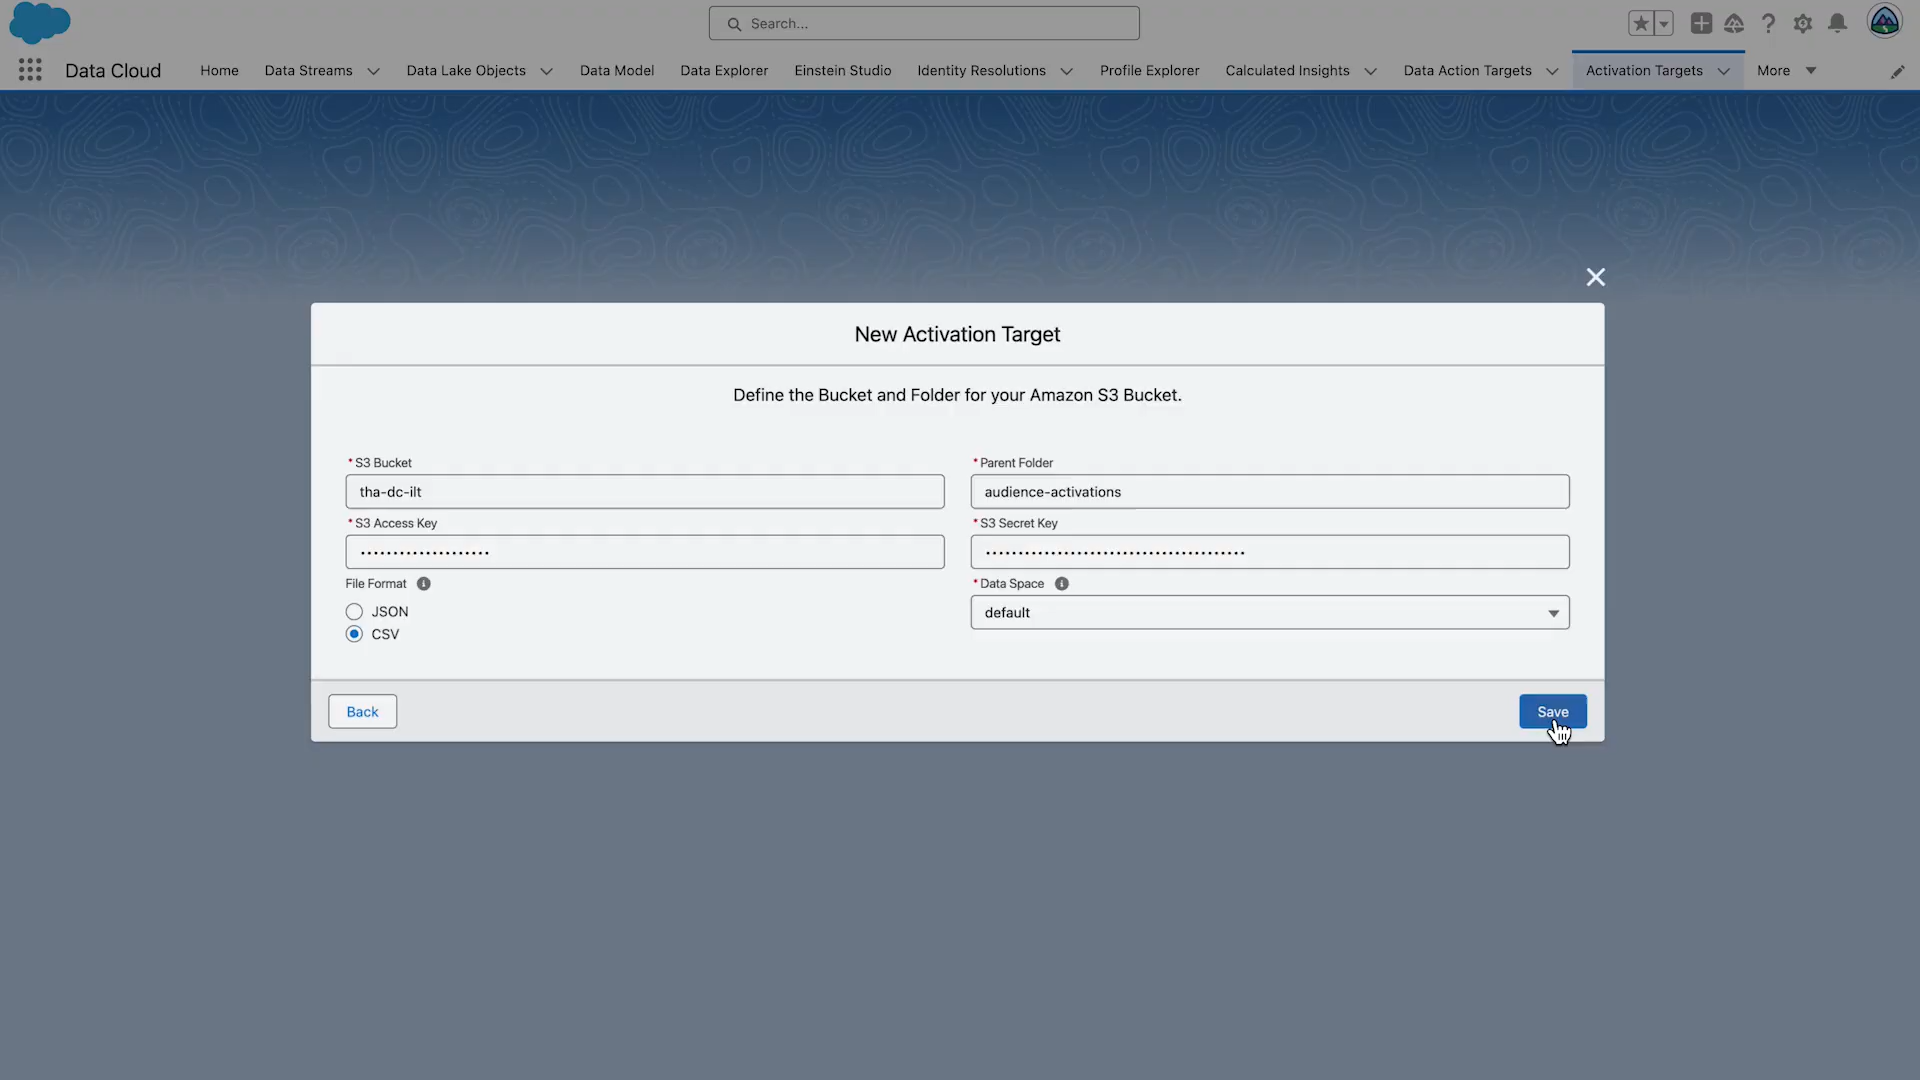 Search...
Data Cloud Home Data Streams Data Lake Objects Data Model Data Explorer Einstein Studio Identity Resolutions Profile Explorer Calculated Insights Data Action Targets Activation Targets More
New Activation Target
Define the Bucket and Folder for your Amazon S3 Bucket.
* S3 Bucket
tha-dc-ilt
* Parent Folder
audience-activations
* S3 Access Key
* S3 Secret Key
File Format
JSON
CSV
* Data Space
default
Back
Save